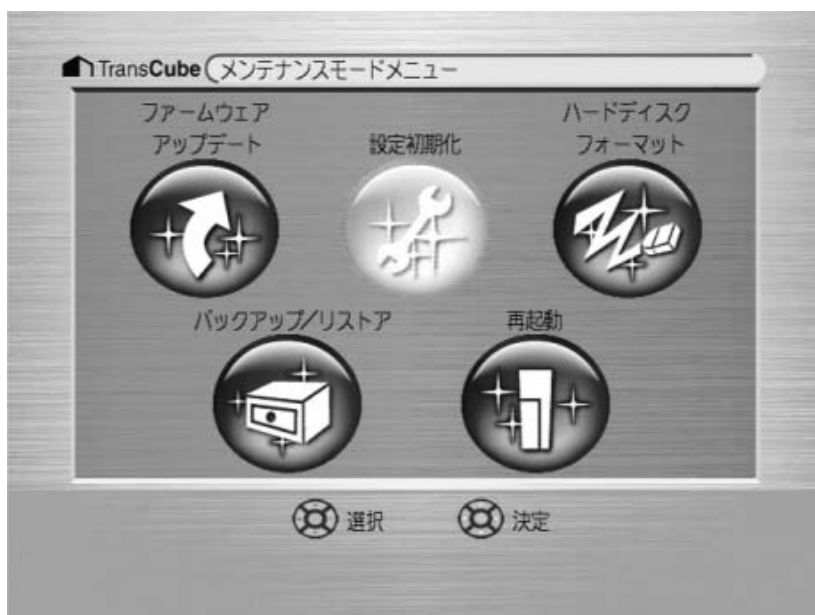 TransCube メンテナンスモードメニュー
ファームウェア
アップデート
設定初期化
ハードディスク
フォーマット
バックアップ/リストア
再起動
選択 決定